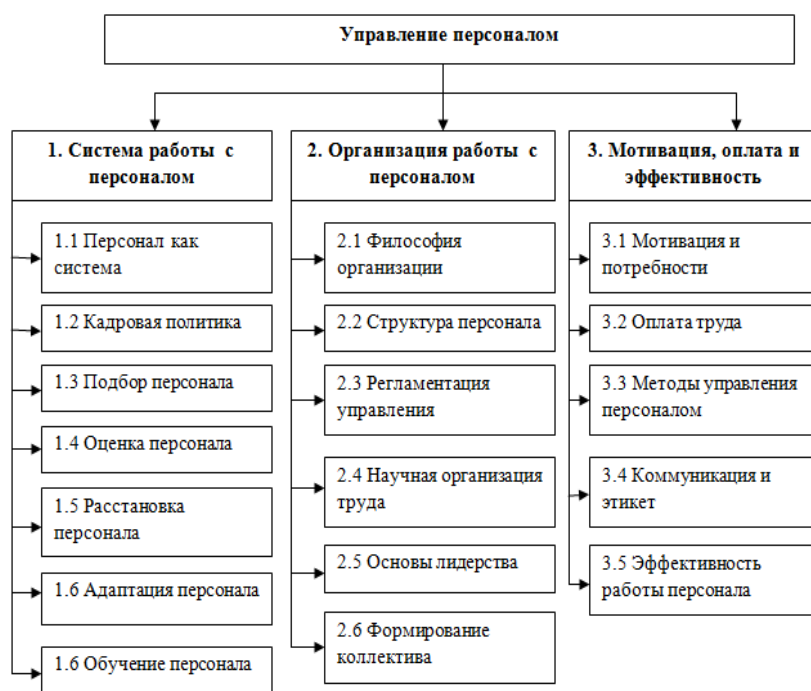 Управление персоналом
1. Система работы с
персоналом
1.1 Персонал как
система
1.2 Кадровая политика
1.3 Подбор персонала
1.4 Оценка персонала
1.5 Расстановка
персонала
1.6 Адаптация персонала
1.6 Обучение персонала
2. Организация работы с
персоналом
2.1 Философия
организации
2.2 Структура персонала
2.3 Регламентация
управления
2.4 Научная организация
труда
2.5 Основы лидерства
2.6 Формирование
коллектива
3. Мотивация, оплата и
эффективность
3.1 Мотивация и
потребности
3.2 Оплата труда
3.3 Методы управления
персоналом
3.4 Коммуникация и
этикет
3.5 Эффективность
работы персонала